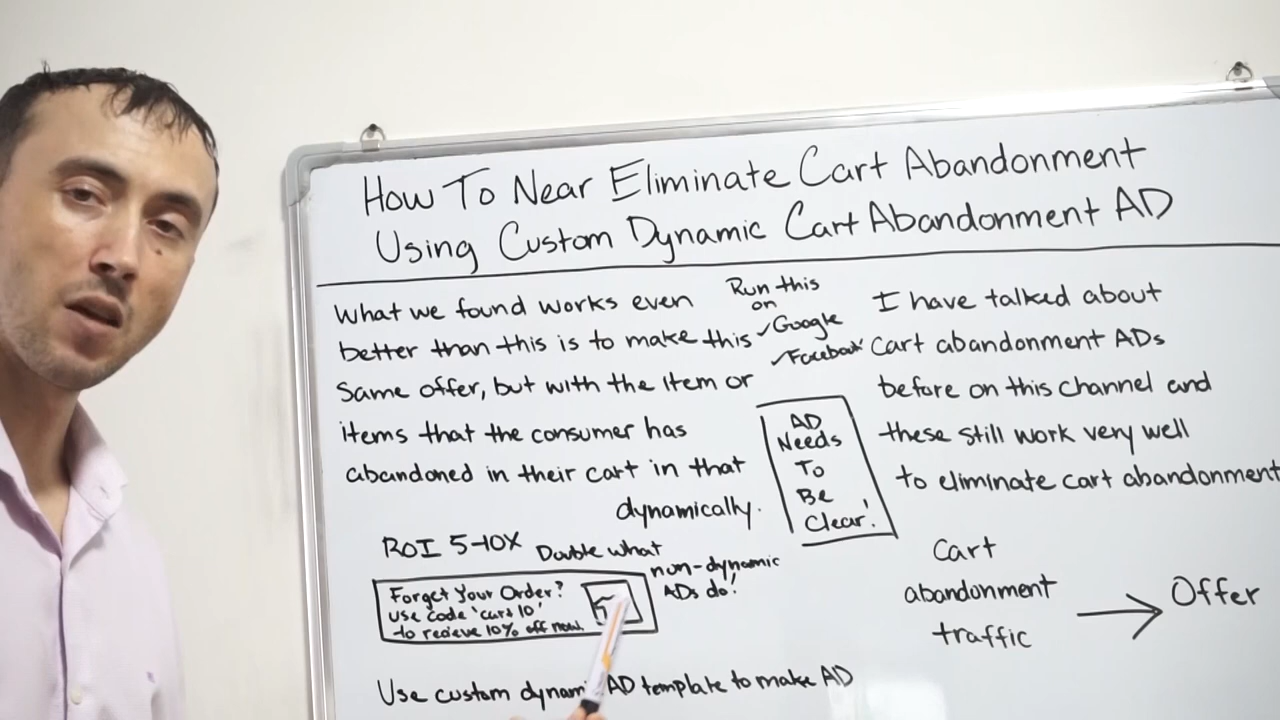 How To Near Eliminate Cart Abandonment
Using Custom Dynamic Cart Abandonment AD
What we found works even
better than this is to make this
same offer, but with the item or
items that the consumer has
abandoned in their cart in that
dynamically.
Run this
on
✓Google
✓Facebook
AD
Needs
To
Be
Clear!
I have talked about
cart abandonment ADs
before on this channel and
these still work very well
to eliminate cart abandonment
ROI 5-10X
Double what
non-dynamic
ADs do!
Forget Your Order?
Use code 'cart 10'
to recieve 10% off now.
Use custom dynami AD template to make AD
Cart
abandonment
traffic
→ Offer